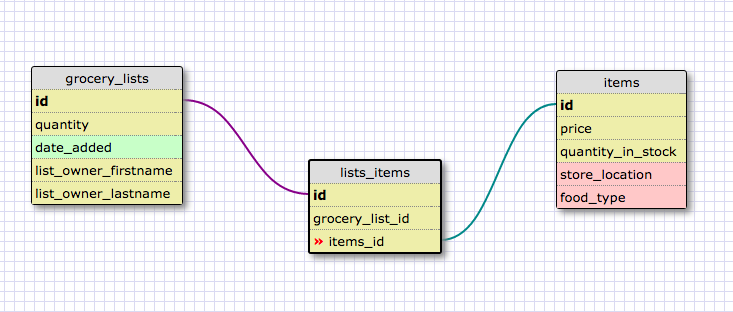 grocery_lists
id
quantity
date_added
list_owner_firstname
list_owner_lastname
lists_items
id
grocery_list_id
» items_id
items
id
price
quantity_in_stock
store_location
food_type